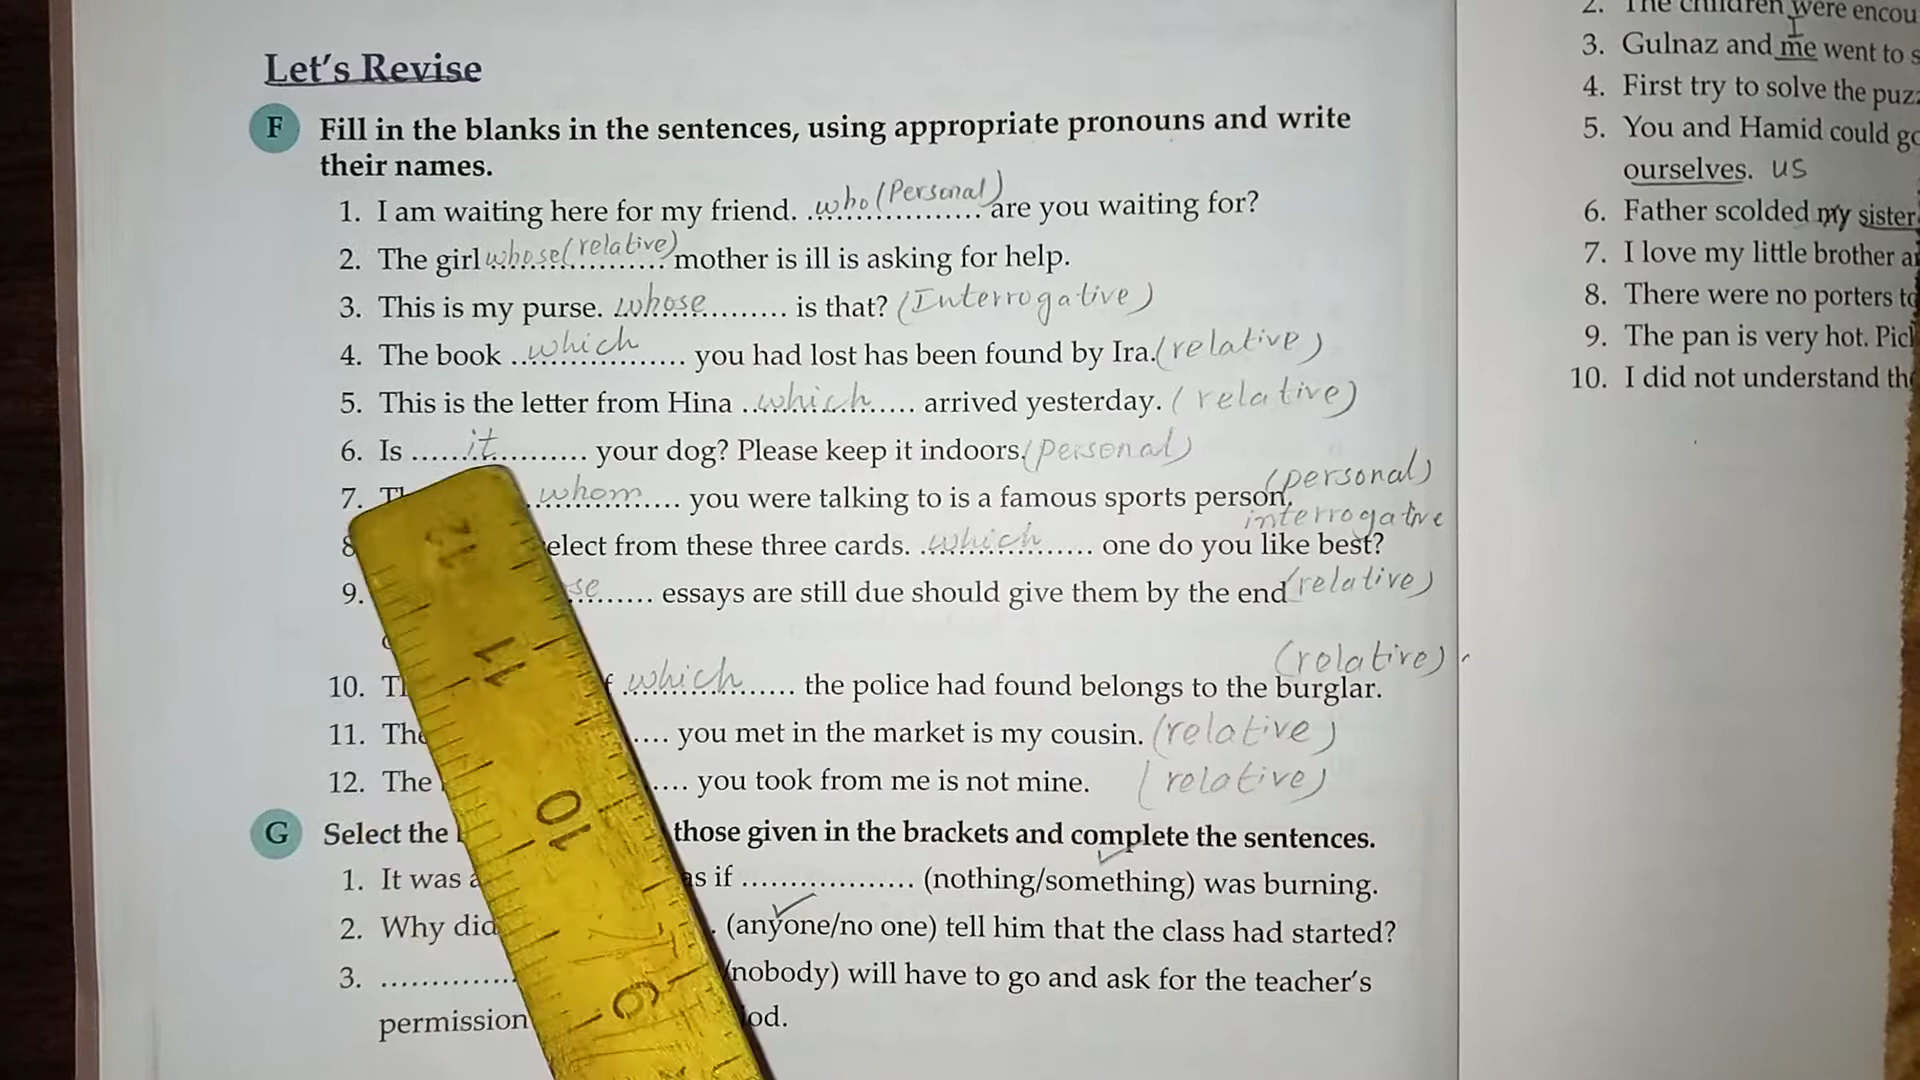 Let's Revise
F Fill in the blanks in the sentences, using appropriate pronouns and write
their names.
1. I am waiting here for my friend. who (Personal) are you waiting for?
2. The girl whose (relative) mother is ill is asking for help.
3. This is my purse. whose is that? (Interrogative)
4. The book which you had lost has been found by Ira. (relative)
5. This is the letter from Hina which arrived yesterday. (relative)
6. Is it your dog? Please keep it indoors. (personal)
7. whom you were talking to is a famous sports person. (personal)
8 elect from these three cards. which one do you like best? interrogative
9. se essays are still due should give them by the end (relative)
10. which the police had found belongs to the burglar. (relative)
11. you met in the market is my cousin. (relative)
12. The you took from me is not mine. (relative)
G Select the those given in the brackets and complete the sentences.
1. It was as if ................. (nothing/something) was burning.
2. Why did (anyone/no one) tell him that the class had started?
3. ............. /nobody) will have to go and ask for the teacher's
permission od.
2. The children were encou
3. Gulnaz and me I went to s
4. First try to solve the puz
5. You and Hamid could go
ourselves. us
6. Father scolded my sister
7. I love my little brother a
8. There were no porters to
9. The pan is very hot. Pic
10. I did not understand th
12
11
10
9